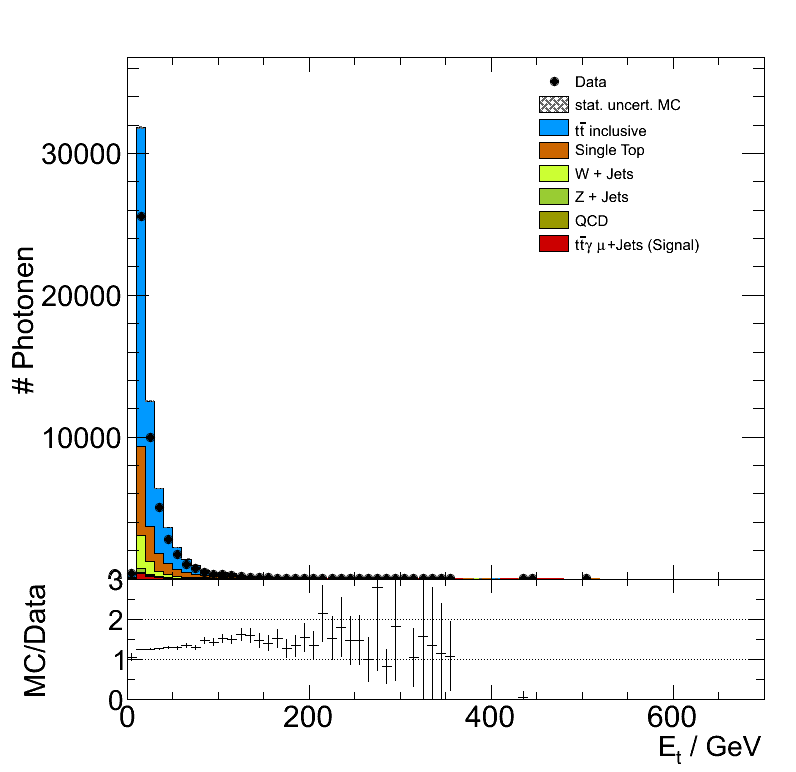 Data
stat. uncert. MC
tt̄ inclusive
Single Top
W + Jets
Z + Jets
QCD
tt̄γ μ+Jets (Signal)
# Photonen
30000
20000
10000
0
MC/Data
3
2
1
0
0 200 400 600
E_t / GeV